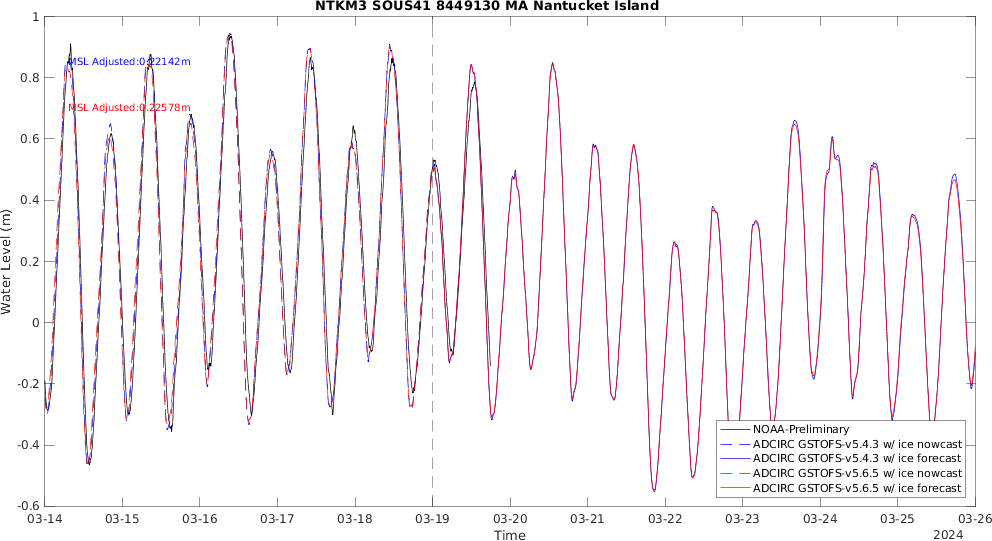 NTKM3 SOUS41 8449130 MA Nantucket Island
1
0.8
0.6
0.4
0.2
0
-0.2
-0.4
-0.6
Water Level (m)
MSL Adjusted:0.22142m
MSL Adjusted:0.22578m
NOAA-Preliminary
ADCIRC GSTOFS-v5.4.3 w/ ice nowcast
ADCIRC GSTOFS-v5.4.3 w/ ice forecast
ADCIRC GSTOFS-v5.6.5 w/ ice nowcast
ADCIRC GSTOFS-v5.6.5 w/ ice forecast
03-14 03-15 03-16 03-17 03-18 03-19 03-20 03-21 03-22 03-23 03-24 03-25 03-26
Time
2024